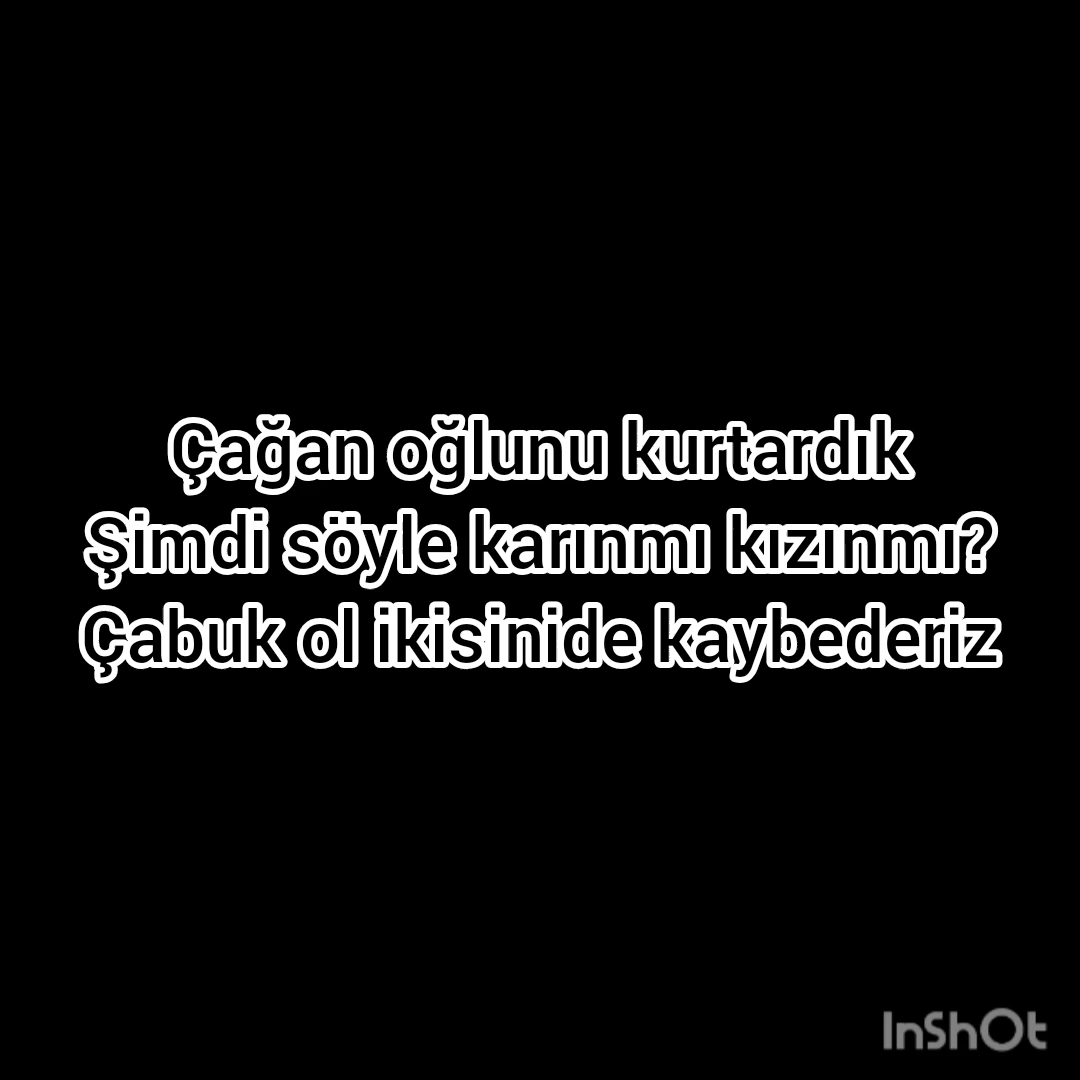 Çağan oğlunu kurtardık
Şimdi söyle karınmı kızınmı?
Çabuk ol ikisinide kaybederiz
InShOt